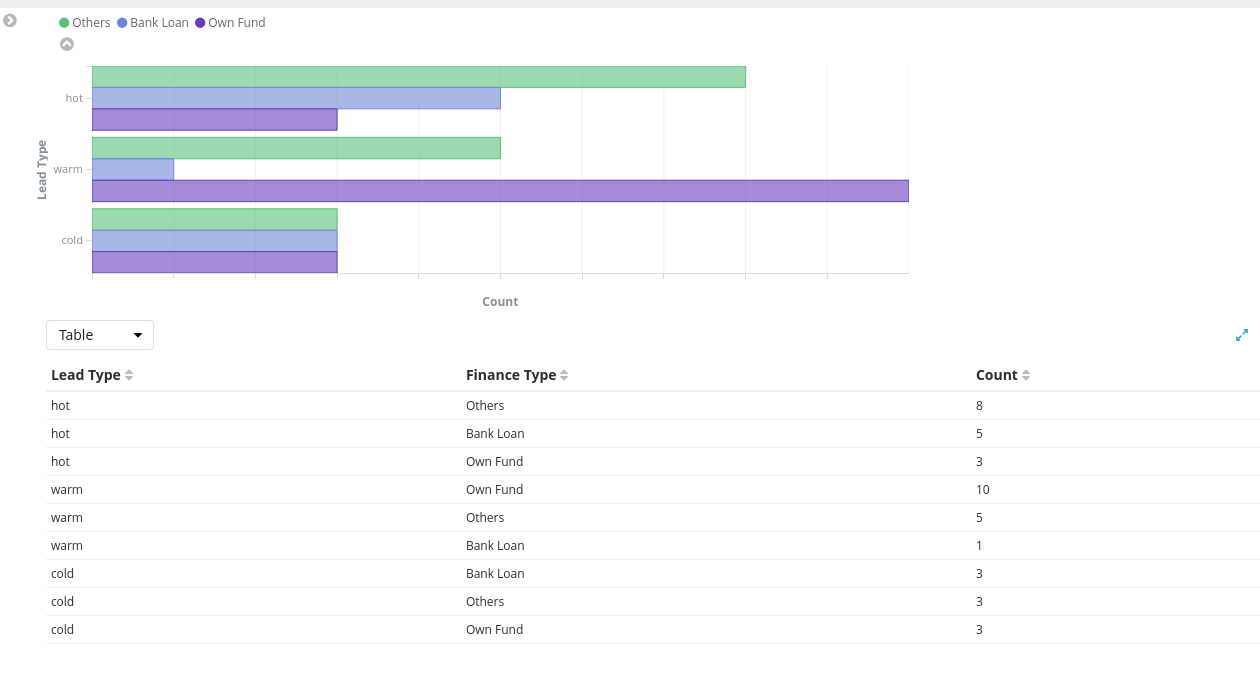 Others Bank Loan Own Fund
Lead Type
hot
warm
cold
Count
Table
Lead Type Finance Type Count
hot Others 8
hot Bank Loan 5
hot Own Fund 3
warm Own Fund 10
warm Others 5
warm Bank Loan 1
cold Bank Loan 3
cold Others 3
cold Own Fund 3